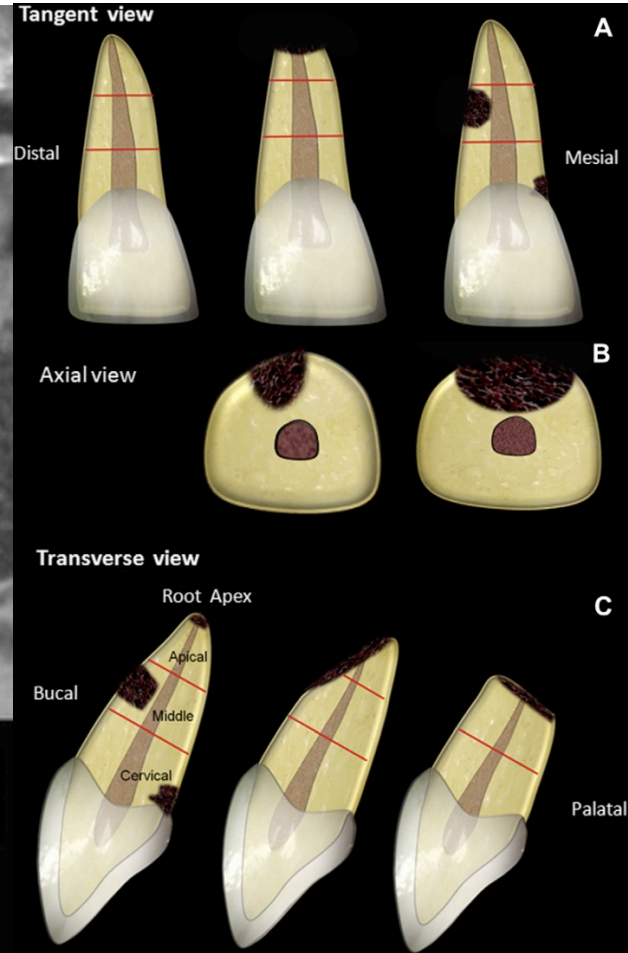 Tangent view
A
Distal
Mesial
B
Axial view
Transverse view
Root Apex
C
Apical
Bucal
Middle
Cervical
Palatal